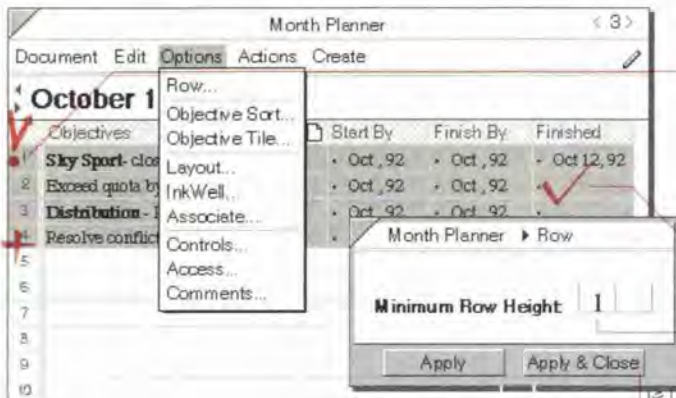 Month Planner < 3 >
Document Edit Options Actions Create
October 1
Row...
Objective Sort...
Objective Tile...
Layout...
InkWell...
Associate...
Controls...
Access...
Comments...
Objectives Start By Finish By Finished
1 Sky Sport- clos • Oct , 92 • Oct , 92 • Oct 12, 92
2 Exceed quota by • Oct , 92 • Oct , 92 •
3 Distribution - • Oct , 92 • Oct , 92 •
4 Resolve conflict
5
6
7
8
9
10
Month Planner ▸ Row
Minimum Row Height: 1
Apply Apply & Close